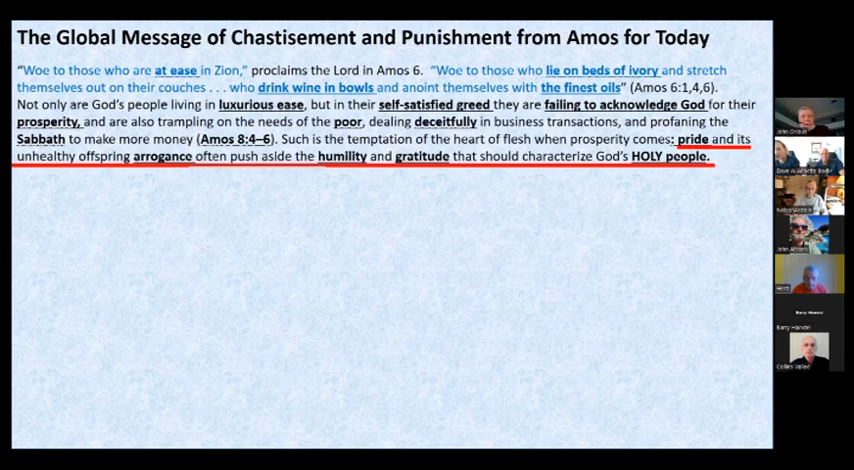 The Global Message of Chastisement and Punishment from Amos for Today
“Woe to those who are at ease in Zion,” proclaims the Lord in Amos 6. “Woe to those who lie on beds of ivory and stretch
themselves out on their couches . . . who drink wine in bowls and anoint themselves with the finest oils” (Amos 6:1,4,6).
Not only are God’s people living in luxurious ease, but in their self-satisfied greed they are failing to acknowledge God for their
prosperity, and are also trampling on the needs of the poor, dealing deceitfully in business transactions, and profaning the
Sabbath to make more money (Amos 8:4–6). Such is the temptation of the heart of flesh when prosperity comes: pride and its
unhealthy offspring arrogance often push aside the humility and gratitude that should characterize God’s HOLY people.
John
Dave
Nelson
John
Herb
Barry
Barry
Collins Vallee